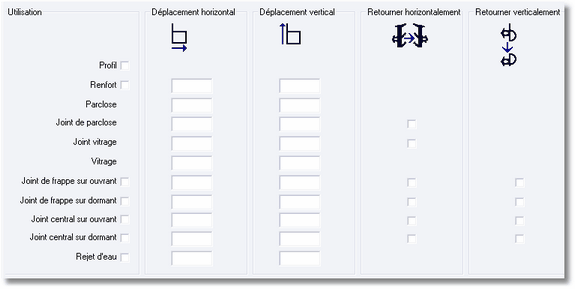 Utilisation
Déplacement horizontal
Déplacement vertical
Retourner horizontalement
Retourner verticalement
Profil
Renfort
Parclose
Joint de parclose
Joint vitrage
Vitrage
Joint de frappe sur ouvrant
Joint de frappe sur dormant
Joint central sur ouvrant
Joint central sur dormant
Rejet d'eau